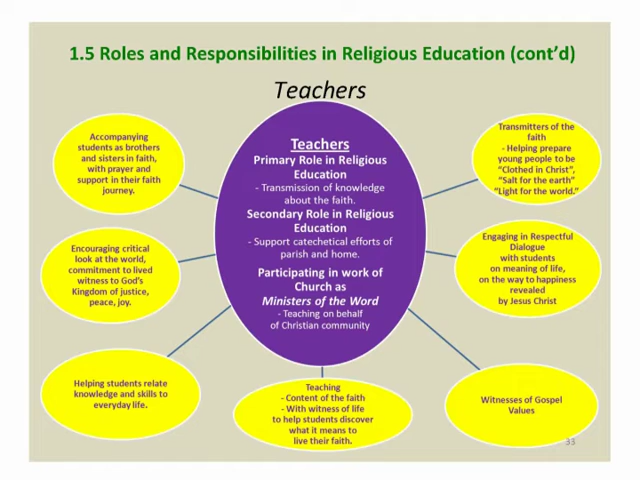 1.5 Roles and Responsibilities in Religious Education (cont’d)
Teachers
Accompanying
students as brothers
and sisters in faith,
with prayer and
support in their faith
journey.
Encouraging critical
look at the world,
commitment to lived
witness to God’s
Kingdom of justice,
peace, joy.
Helping students relate
knowledge and skills to
everyday life.
Teachers
Primary Role in Religious
Education
- Transmission of knowledge
about the faith.
Secondary Role in Religious
Education
- Support catechetical efforts of
parish and home.
Participating in work of
Church as
Ministers of the Word
- Teaching on behalf
of Christian community
Teaching
- Content of the faith
- With witness of life
to help students discover
what it means to
live their faith.
Transmitters of the
faith
- Helping prepare
young people to be
“Clothed in Christ”,
“Salt for the earth”
“Light for the world.”
Engaging in Respectful
Dialogue
with students
on meaning of life,
on the way to happiness
revealed
by Jesus Christ
Witnesses of Gospel
Values
33